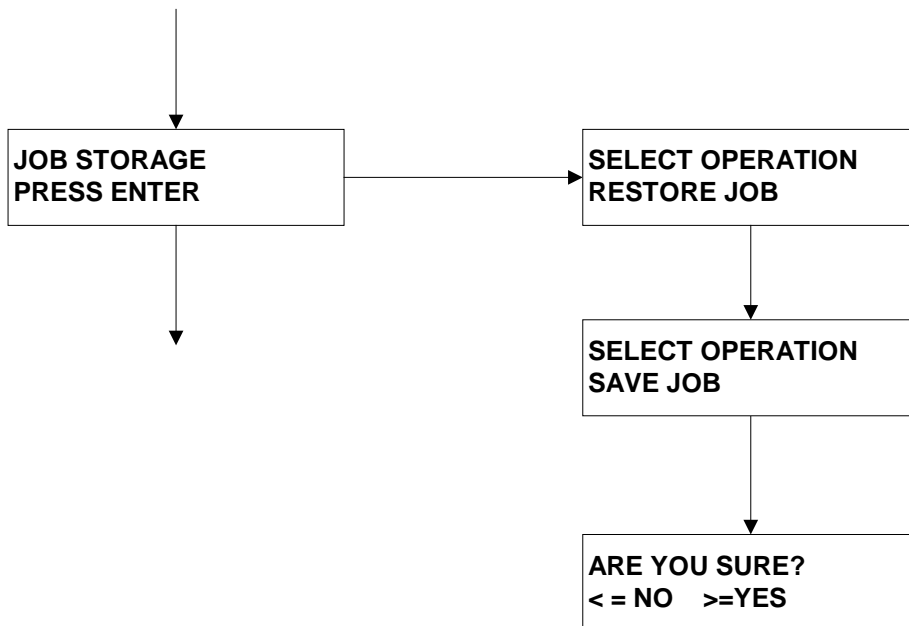 JOB STORAGE
PRESS ENTER
SELECT OPERATION
RESTORE JOB
SELECT OPERATION
SAVE JOB
ARE YOU SURE?
< = NO    >=YES